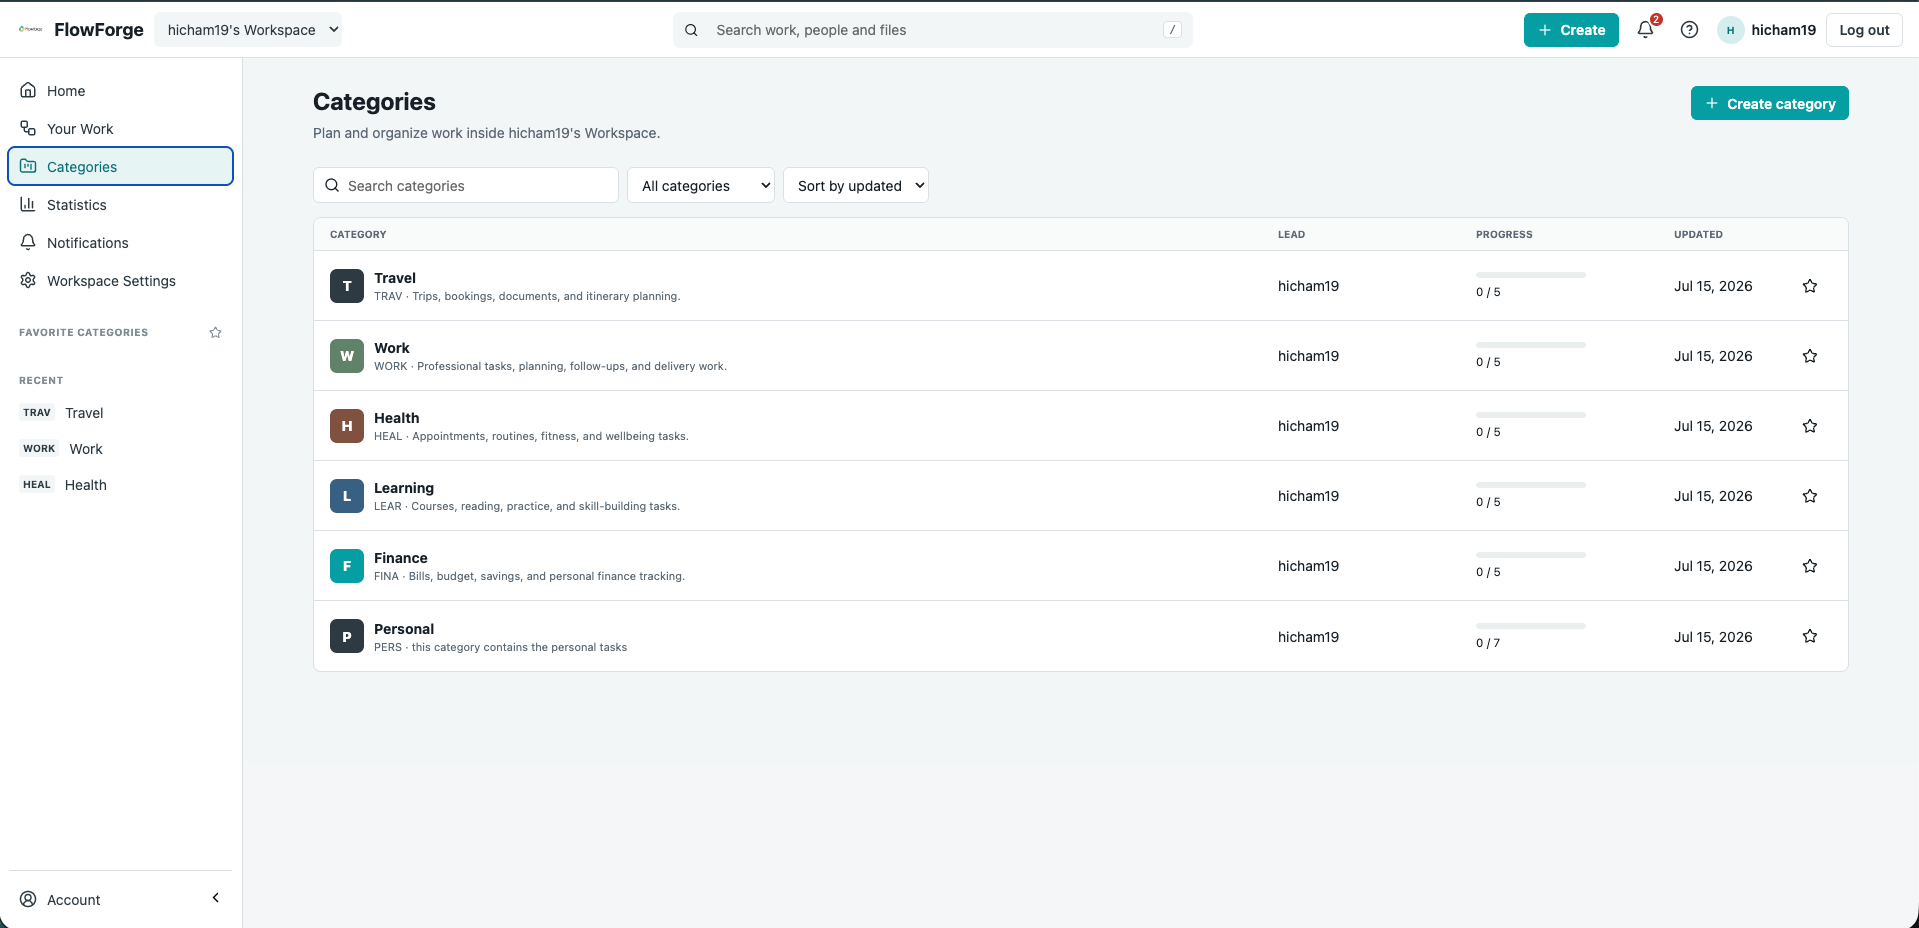 FlowForge
hicham19's Workspace
Search work, people and files
/
Create
2
H
hicham19
Log out
Home
Your Work
Categories
Statistics
Notifications
Workspace Settings
FAVORITE CATEGORIES
RECENT
TRAV Travel
WORK Work
HEAL Health
Account
Categories
Plan and organize work inside hicham19's Workspace.
Create category
Search categories
All categories
Sort by updated
CATEGORY LEAD PROGRESS UPDATED
T
Travel
TRAV · Trips, bookings, documents, and itinerary planning.
hicham19
0 / 5
Jul 15, 2026
W
Work
WORK · Professional tasks, planning, follow-ups, and delivery work.
hicham19
0 / 5
Jul 15, 2026
H
Health
HEAL · Appointments, routines, fitness, and wellbeing tasks.
hicham19
0 / 5
Jul 15, 2026
L
Learning
LEAR · Courses, reading, practice, and skill-building tasks.
hicham19
0 / 5
Jul 15, 2026
F
Finance
FINA · Bills, budget, savings, and personal finance tracking.
hicham19
0 / 5
Jul 15, 2026
P
Personal
PERS · this category contains the personal tasks
hicham19
0 / 7
Jul 15, 2026